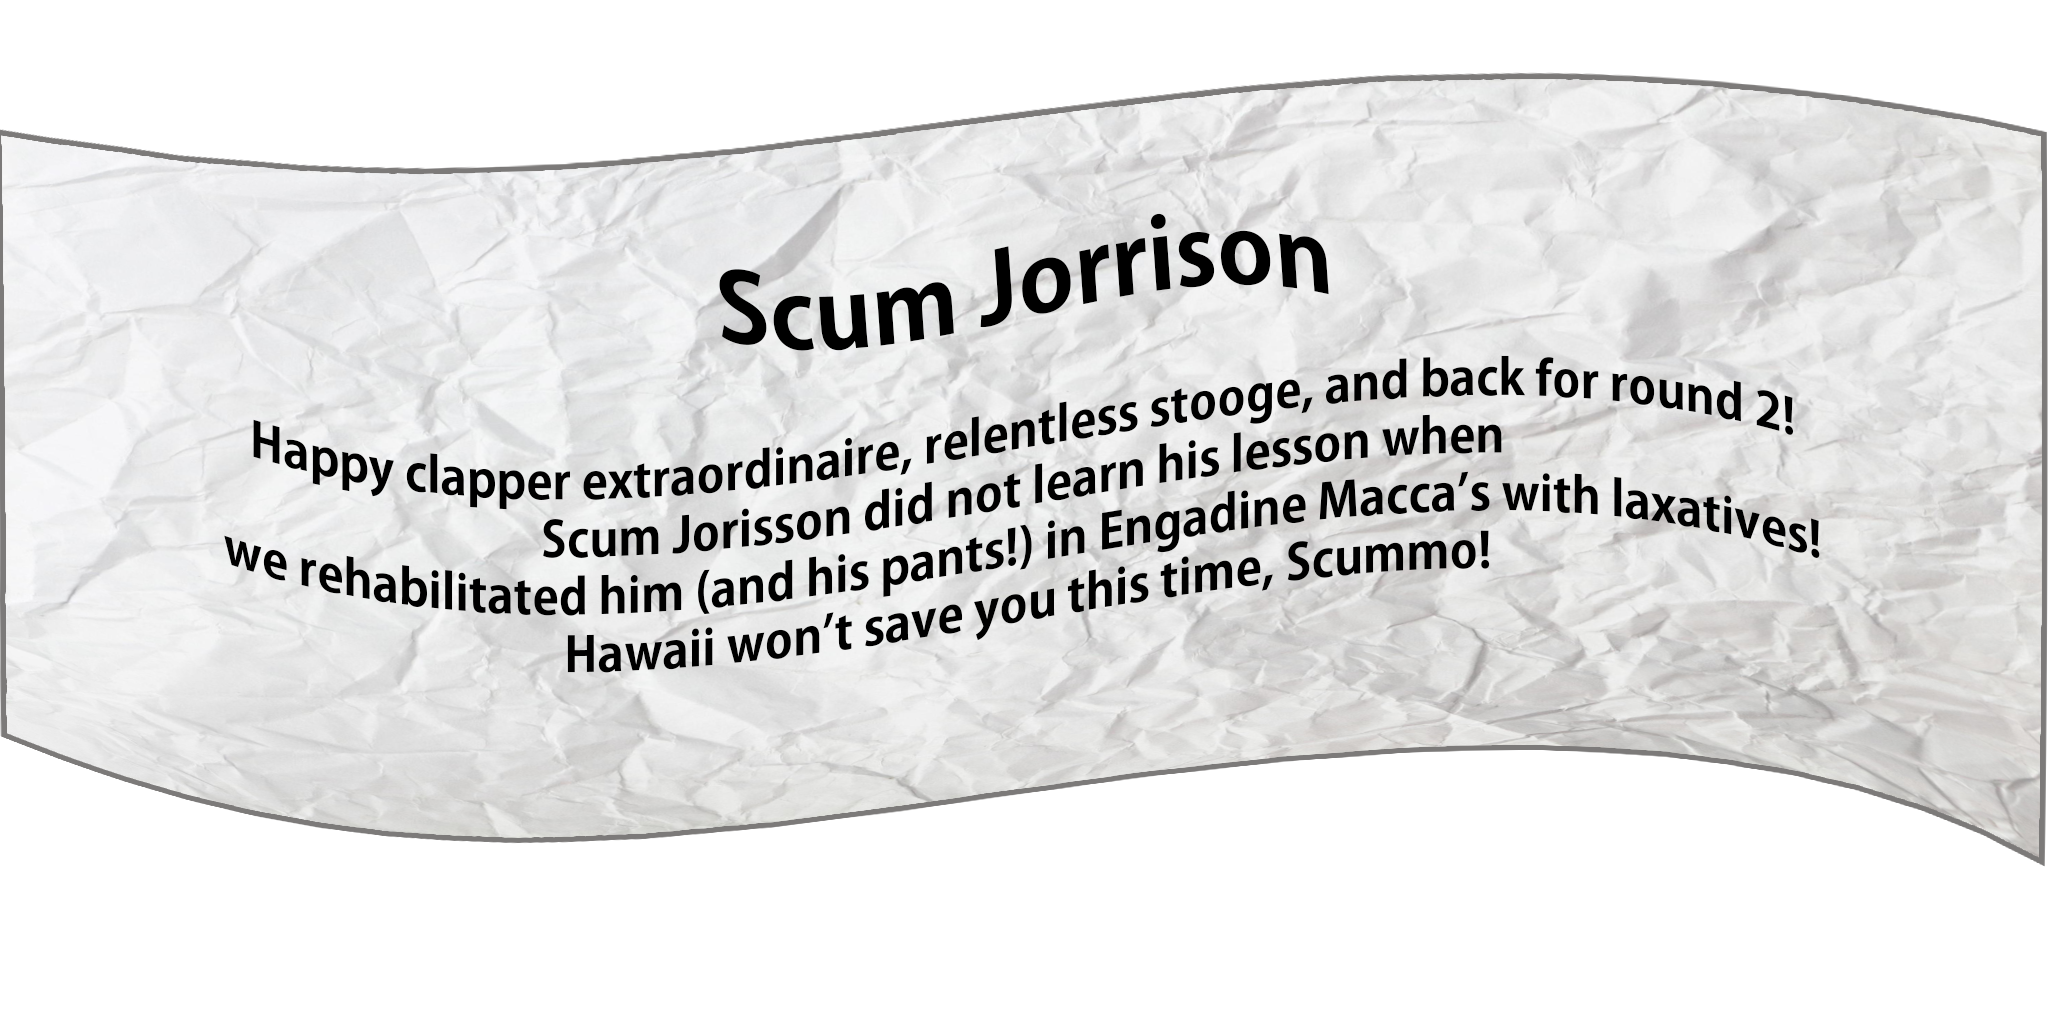 Scum Jorrison
Happy clapper extraordinaire, relentless stooge, and back for round 2!
Scum Jorisson did not learn his lesson when
we rehabilitated him (and his pants!) in Engadine Macca’s with laxatives!
Hawaii won’t save you this time, Scummo!